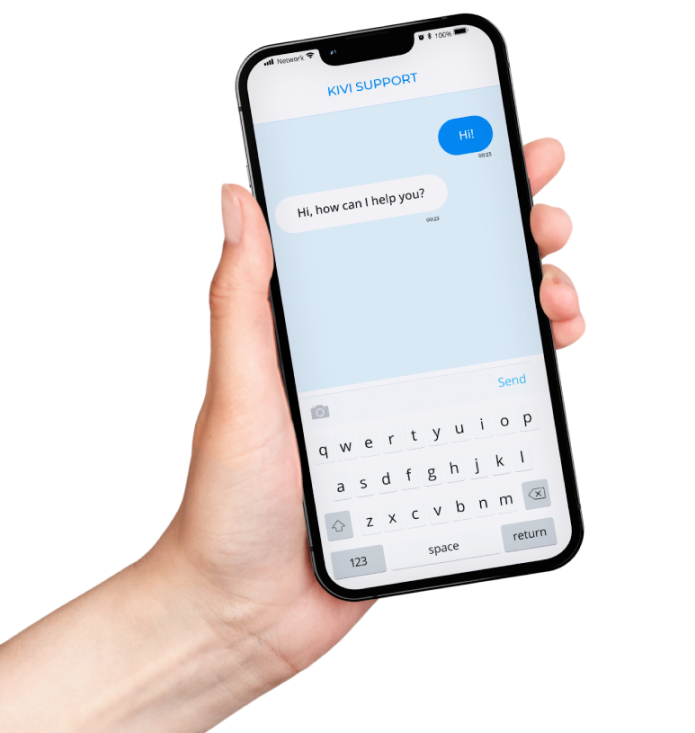 Network 100%
KIVI SUPPORT
Hi!
00:23
Hi, how can I help you?
00:23
Send
q w e r t y u i o p
a s d f g h j k l
z x c v b n m
123 space return